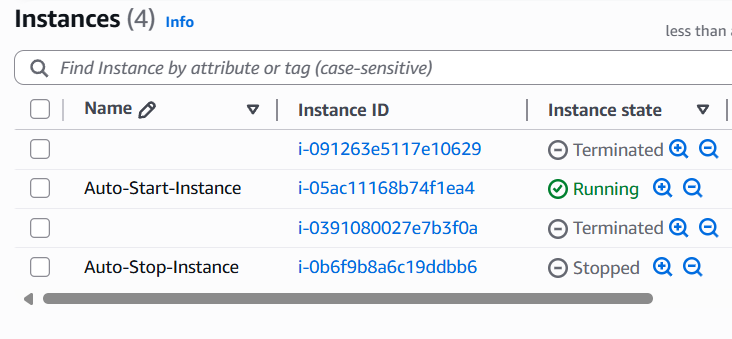 Instances (4) Info
less than a
Find Instance by attribute or tag (case-sensitive)
Name Instance ID Instance state
i-091263e5117e10629 Terminated
Auto-Start-Instance i-05ac11168b74f1ea4 Running
i-0391080027e7b3f0a Terminated
Auto-Stop-Instance i-0b6f9b8a6c19ddbb6 Stopped